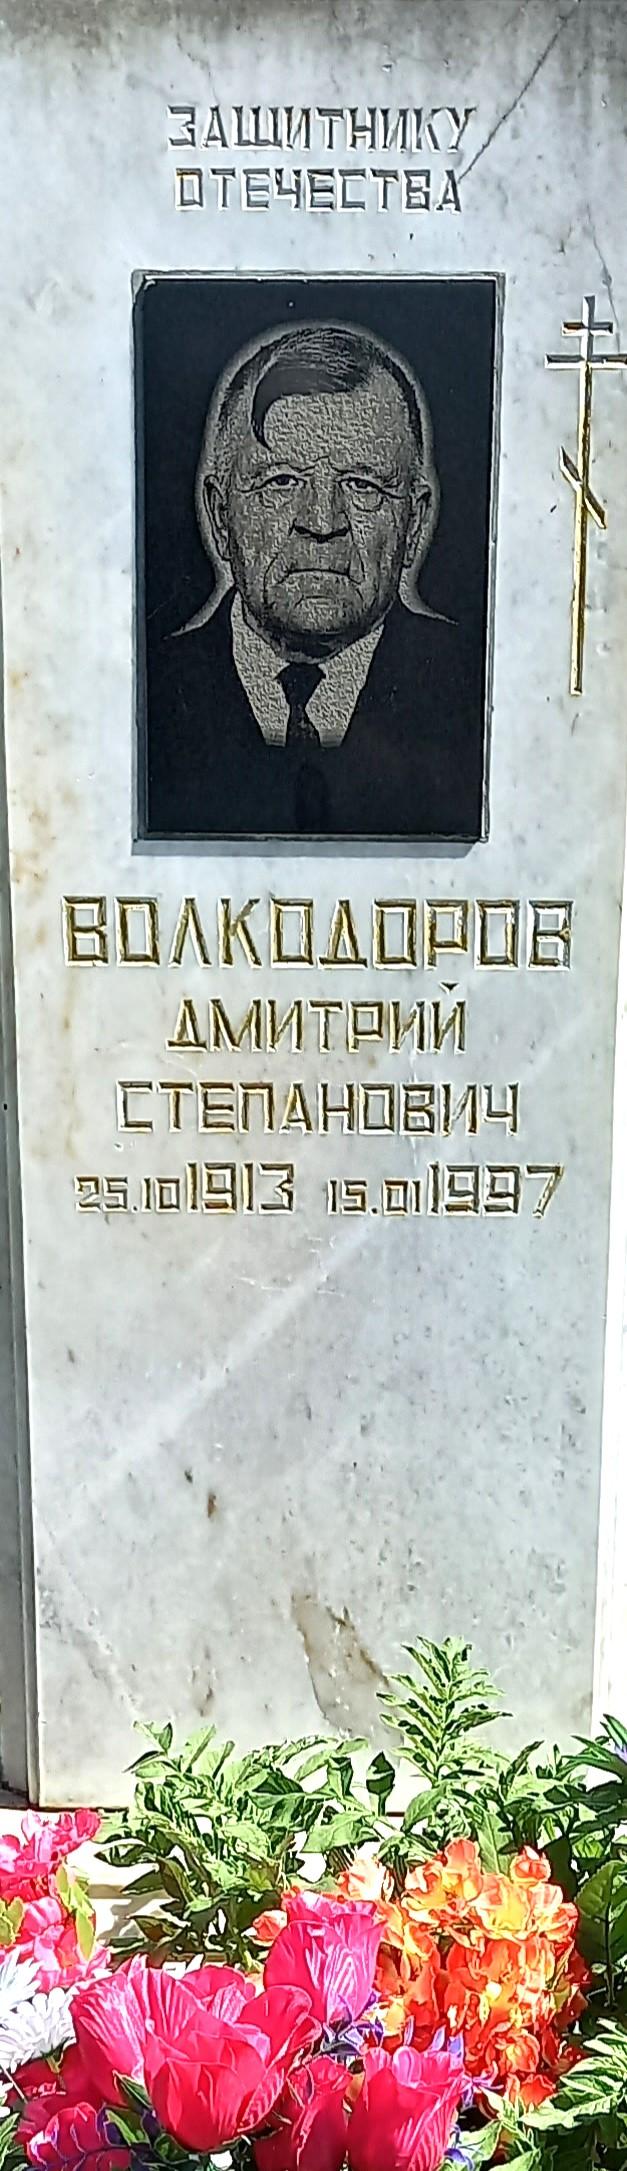 ЗАЩИТНИКУ
ОТЕЧЕСТВА
ВОЛКОДОРОВ
ДМИТРИЙ
СТЕПАНОВИЧ
25.10 1913 15.01 1997